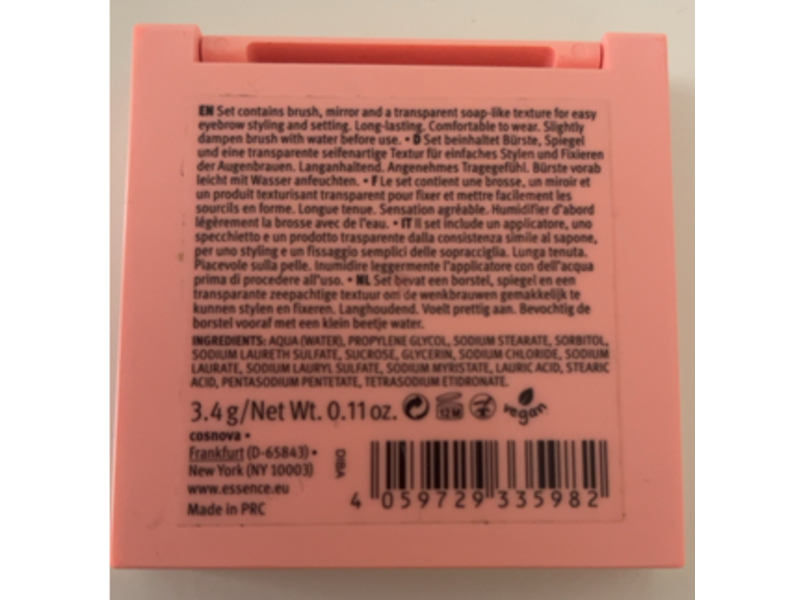 EN Set contains brush, mirror and a transparent soap-like texture for easy
eyebrow styling and setting. Long-lasting. Comfortable to wear. Slightly
dampen brush with water before use. • D Set beinhaltet Bürste, Spiegel
und eine transparente seifenartige Textur für einfaches Stylen und Fixieren
der Augenbrauen. Langanhaltend. Angenehmes Tragegefühl. Bürste vorab
leicht mit Wasser anfeuchten. • F Le set contient une brosse, un miroir et
un produit texturisant transparent pour fixer et mettre facilement les
sourcils en forme. Longue tenue. Sensation agréable. Humidifier d'abord
légèrement la brosse avec de l'eau. • IT Il set include un applicatore, uno
specchietto e un prodotto trasparente dalla consistenza simile al sapone,
per uno styling e un fissaggio semplici delle sopracciglia. Lunga tenuta.
Piacevole sulla pelle. Inumidire leggermente l'applicatore con dell'acqua
prima di procedere all'uso. • NL Set bevat een borstel, spiegel en een
transparante zeepachtige textuur om de wenkbrauwen gemakkelijk te
kunnen stylen en fixeren. Langhoudend. Voelt prettig aan. Bevochtig de
borstel vooraf met een klein beetje water.
INGREDIENTS: AQUA (WATER), PROPYLENE GLYCOL, SODIUM STEARATE, SORBITOL,
SODIUM LAURETH SULFATE, SUCROSE, GLYCERIN, SODIUM CHLORIDE, SODIUM
LAURATE, SODIUM LAURYL SULFATE, SODIUM MYRISTATE, LAURIC ACID, STEARIC
ACID, PENTASODIUM PENTETATE, TETRASODIUM ETIDRONATE.
3.4 g/Net Wt. 0.11 oz. 12 M vegan
cosnova •
Frankfurt (D-65843) •
New York (NY 10003)
www.essence.eu
Made in PRC
DIBA
4 059729 335982